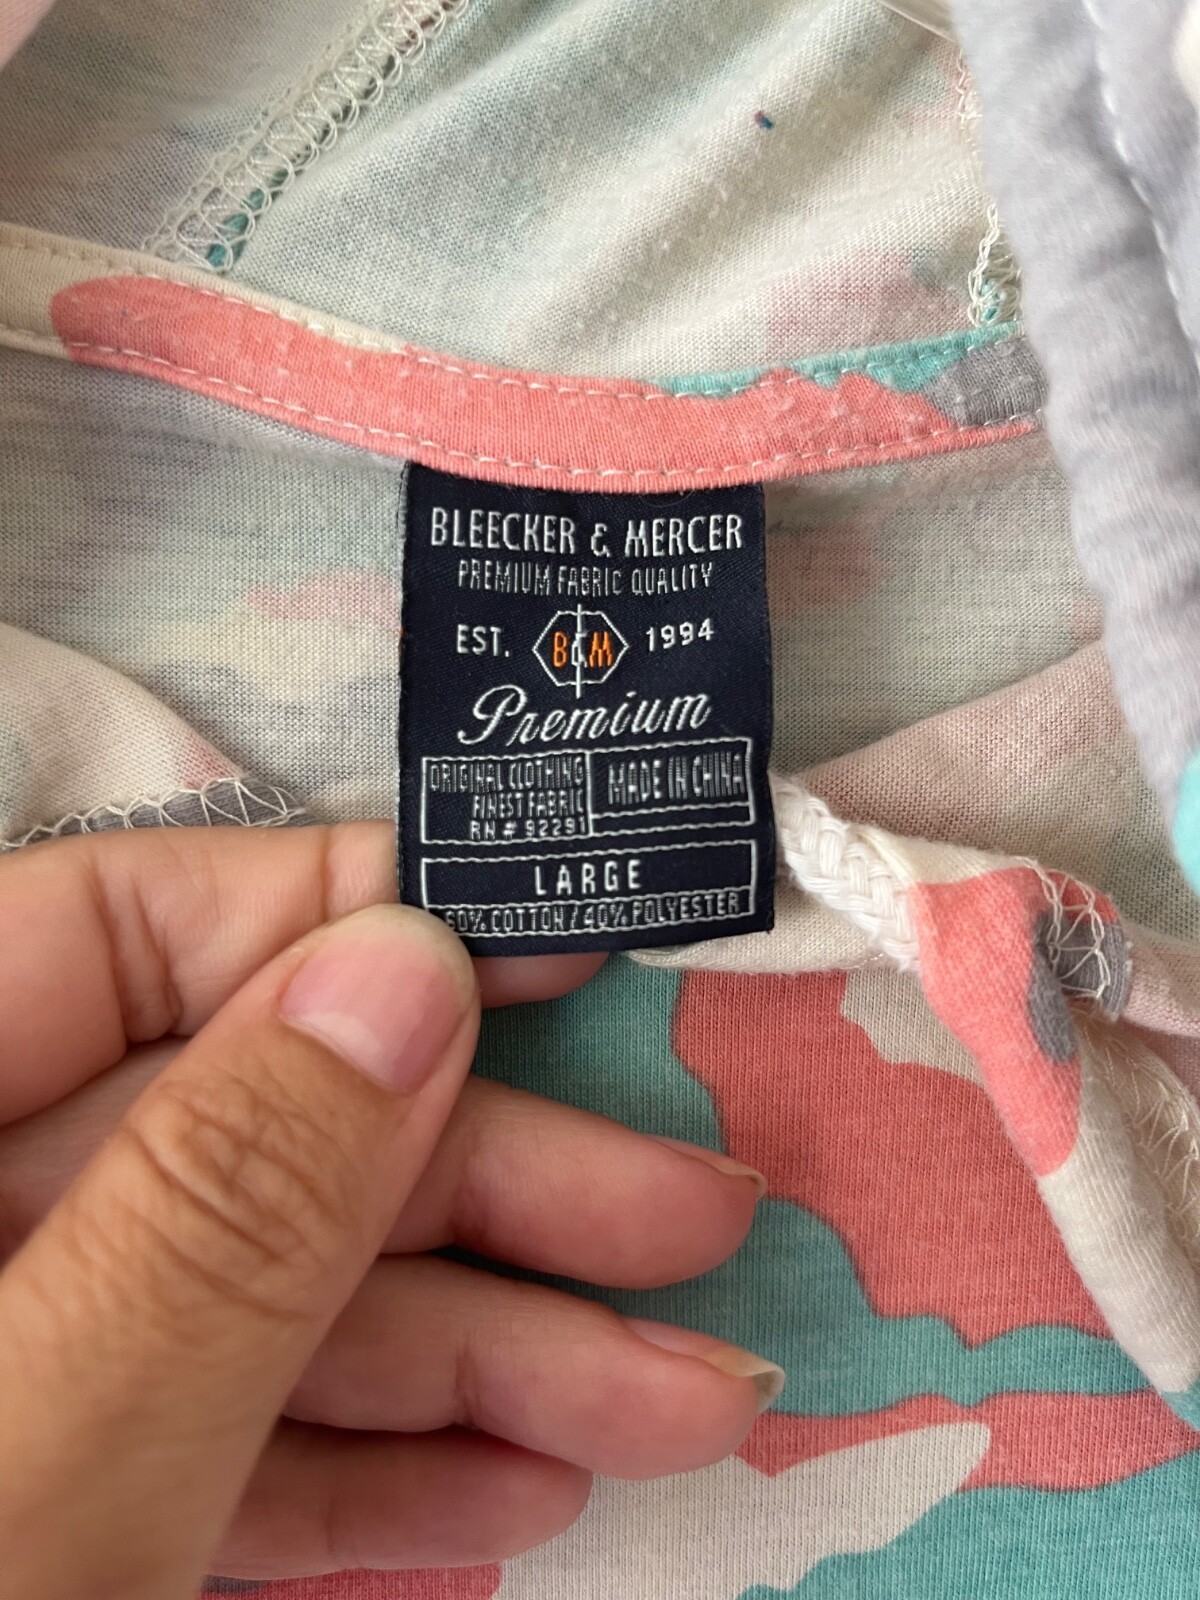 BLEECKER & MERCER
PREMIUM FABRIC QUALITY
EST. B&M 1994
Premium
ORIGINAL CLOTHING
FINEST FABRIC
RN # 92291
MADE IN CHINA
LARGE
60% COTTON / 40% POLYESTER